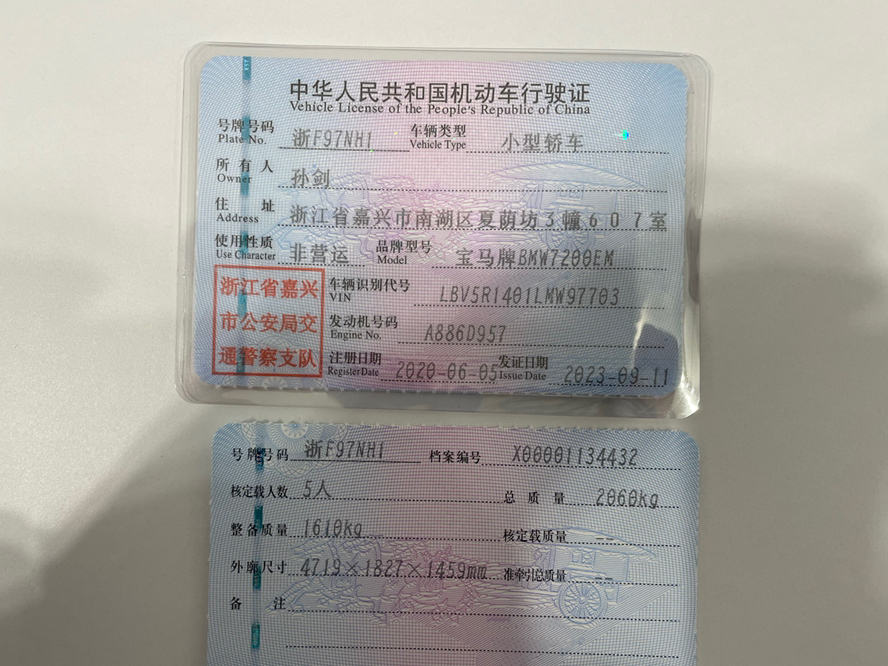 中华人民共和国机动车行驶证
Vehicle License of the People's Republic of China
号牌号码 浙F97NH1 车辆类型 小型轿车
Plate No. Vehicle Type
所有人 孙剑
Owner
住址 浙江省嘉兴市南湖区夏荫坊3幢607室
Address
使用性质 非营运 品牌型号 宝马牌BMW7200EM
Use Character Model
浙江省嘉兴
市公安局交
通警察支队
车辆识别代号 LBV5R1401LMW97703
VIN
发动机号码 A886D957
Engine No.
注册日期 2020-06-05 发证日期 2023-09-11
Register Date Issue Date
号牌号码 浙F97NH1 档案编号 X00001134432
核定载人数 5人 总质量 2060kg
整备质量 1610kg 核定载质量 --
外廓尺寸 4719×1827×1459mm 准牵引总质量 --
备注